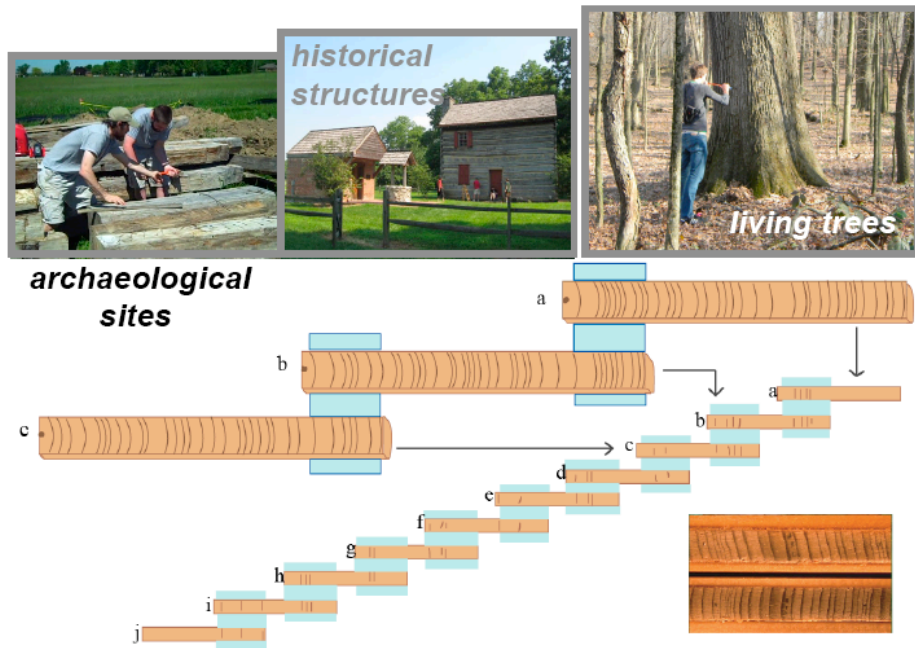 historical
structures
living trees
archaeological
sites
a
b
c
a
b
c
d
e
f
g
h
i
j